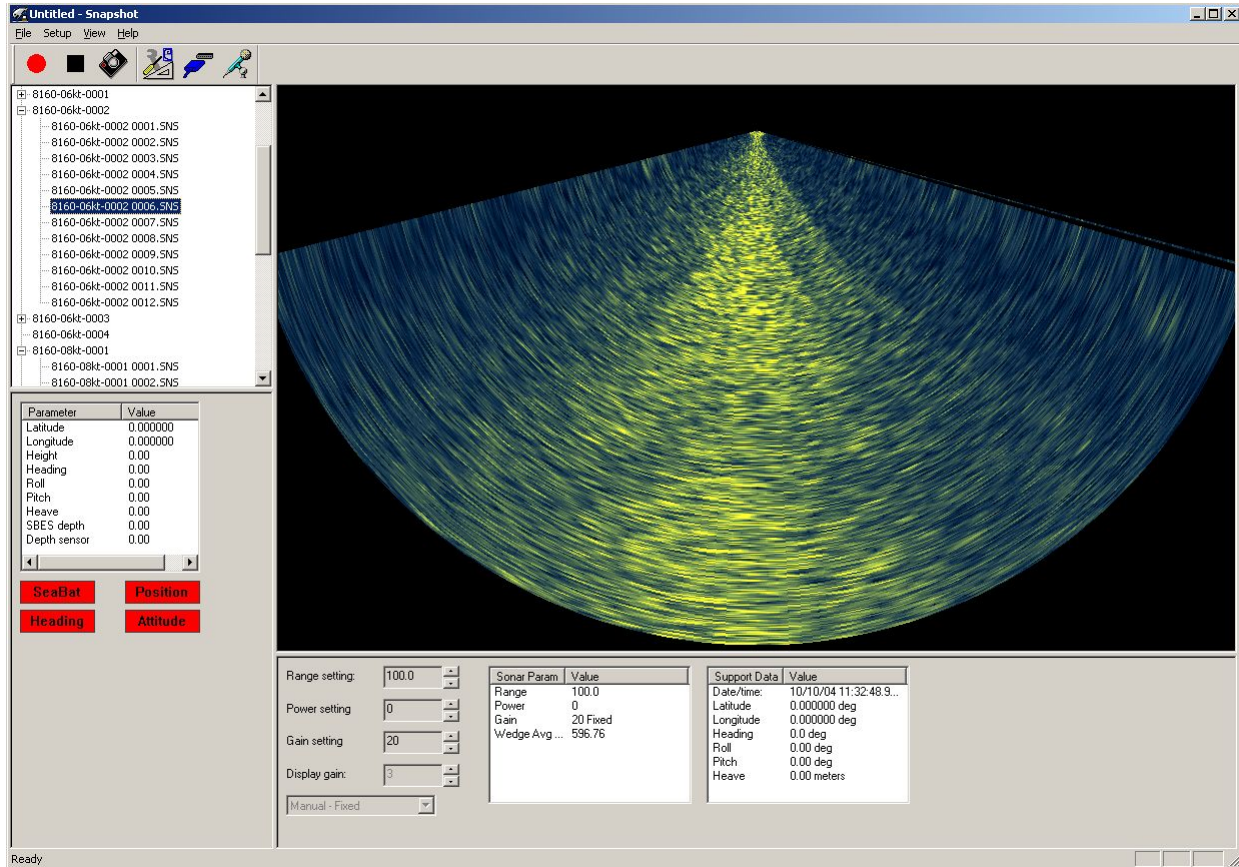 Untitled - Snapshot
File Setup View Help
8160-06kt-0001
8160-06kt-0002
8160-06kt-0002 0001.SNS
8160-06kt-0002 0002.SNS
8160-06kt-0002 0003.SNS
8160-06kt-0002 0004.SNS
8160-06kt-0002 0005.SNS
8160-06kt-0002 0006.SNS
8160-06kt-0002 0007.SNS
8160-06kt-0002 0008.SNS
8160-06kt-0002 0009.SNS
8160-06kt-0002 0010.SNS
8160-06kt-0002 0011.SNS
8160-06kt-0002 0012.SNS
8160-06kt-0003
8160-06kt-0004
8160-08kt-0001
8160-08kt-0001 0001.SNS
8160-08kt-0001 0002.SNS
Parameter Value
Latitude 0.000000
Longitude 0.000000
Height 0.00
Heading 0.00
Roll 0.00
Pitch 0.00
Heave 0.00
SBES depth 0.00
Depth sensor 0.00
SeaBat Position
Heading Attitude
Range setting: 100.0
Power setting 0
Gain setting 20
Display gain: 3
Manual - Fixed
Sonar Param Value
Range 100.0
Power 0
Gain 20 Fixed
Wedge Avg ... 596.76
Support Data Value
Date/time: 10/10/04 11:32:48.9...
Latitude 0.000000 deg
Longitude 0.000000 deg
Heading 0.0 deg
Roll 0.00 deg
Pitch 0.00 deg
Heave 0.00 meters
Ready